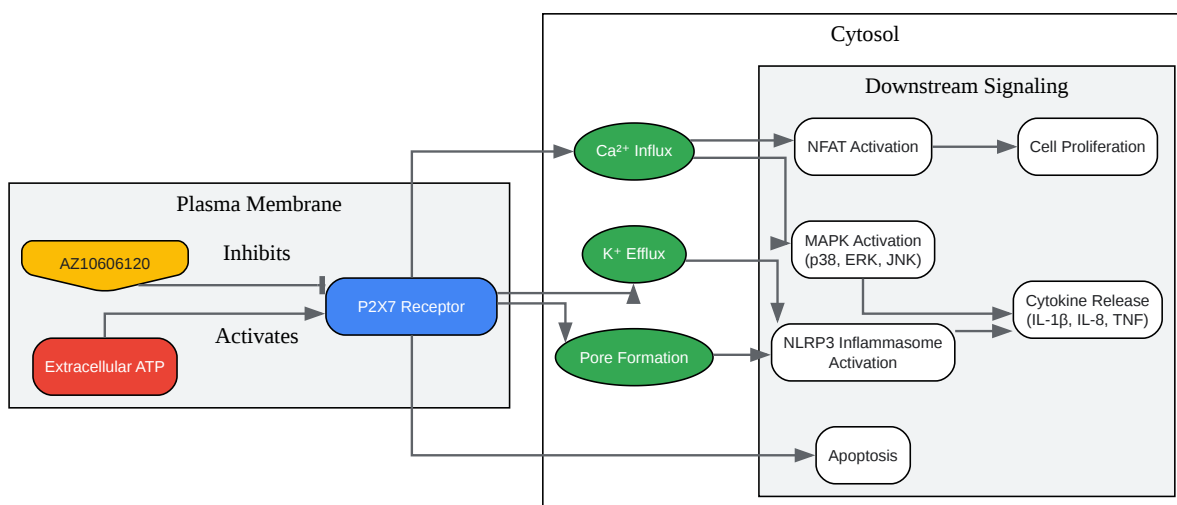 Cytosol
Downstream Signaling
Ca²⁺ Influx
NFAT Activation
Cell Proliferation
Plasma Membrane
AZ10606120
Inhibits
K⁺ Efflux
MAPK Activation
(p38, ERK, JNK)
P2X7 Receptor
Cytokine Release
(IL-1β, IL-8, TNF)
Activates
Extracellular ATP
Pore Formation
NLRP3 Inflammasome
Activation
Apoptosis